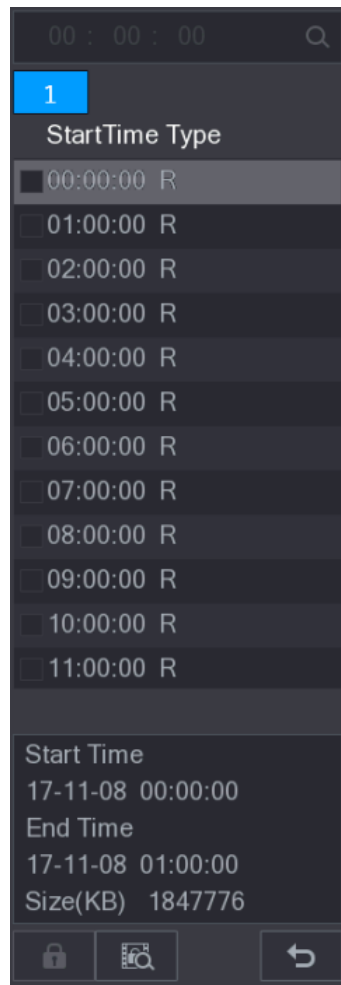 00 : 00 : 00
1
StartTime Type
00:00:00 R
01:00:00 R
02:00:00 R
03:00:00 R
04:00:00 R
05:00:00 R
06:00:00 R
07:00:00 R
08:00:00 R
09:00:00 R
10:00:00 R
11:00:00 R
Start Time
17-11-08 00:00:00
End Time
17-11-08 01:00:00
Size(KB) 1847776